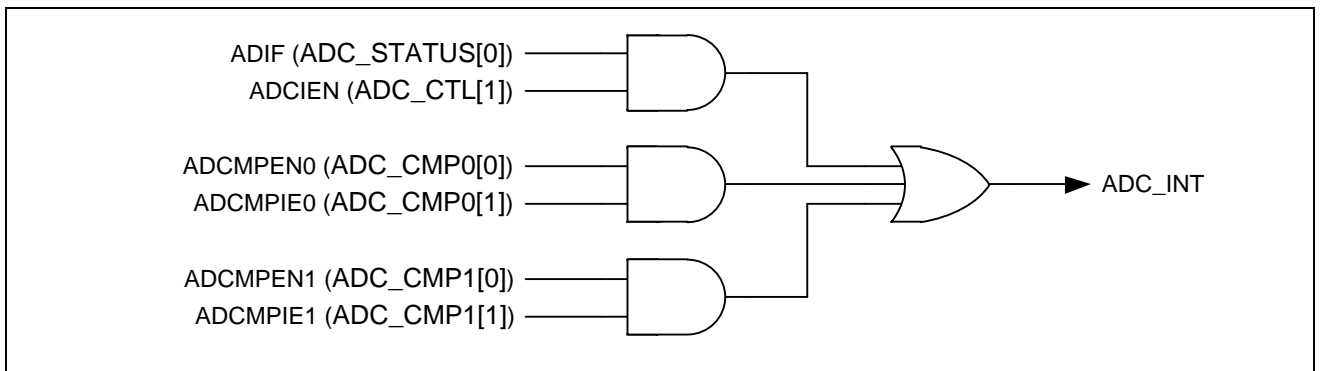 ADIF (ADC_STATUS[0])
ADCIEN (ADC_CTL[1])
ADCMPEN0 (ADC_CMP0[0])
ADCMPIE0 (ADC_CMP0[1])
ADC_INT
ADCMPEN1 (ADC_CMP1[0])
ADCMPIE1 (ADC_CMP1[1])